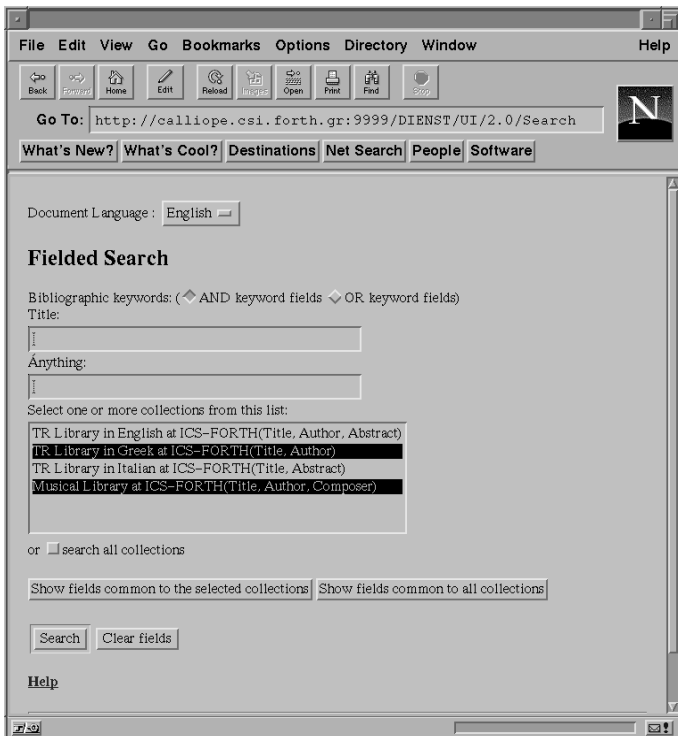 File Edit View Go Bookmarks Options Directory Window Help
Back Forward Home Edit Reload Images Open Print Find Stop
N
Go To: http://calliope.csi.forth.gr:9999/DIENST/UI/2.0/Search
What's New? What's Cool? Destinations Net Search People Software
Document Language : English
Fielded Search
Bibliographic keywords: ( AND keyword fields OR keyword fields)
Title:
Ánything:
Select one or more collections from this list:
TR Library in English at ICS-FORTH(Title, Author, Abstract)
TR Library in Greek at ICS-FORTH(Title, Author)
TR Library in Italian at ICS-FORTH(Title, Abstract)
Musical Library at ICS-FORTH(Title, Author, Composer)
or search all collections
Show fields common to the selected collections Show fields common to all collections
Search Clear fields
Help